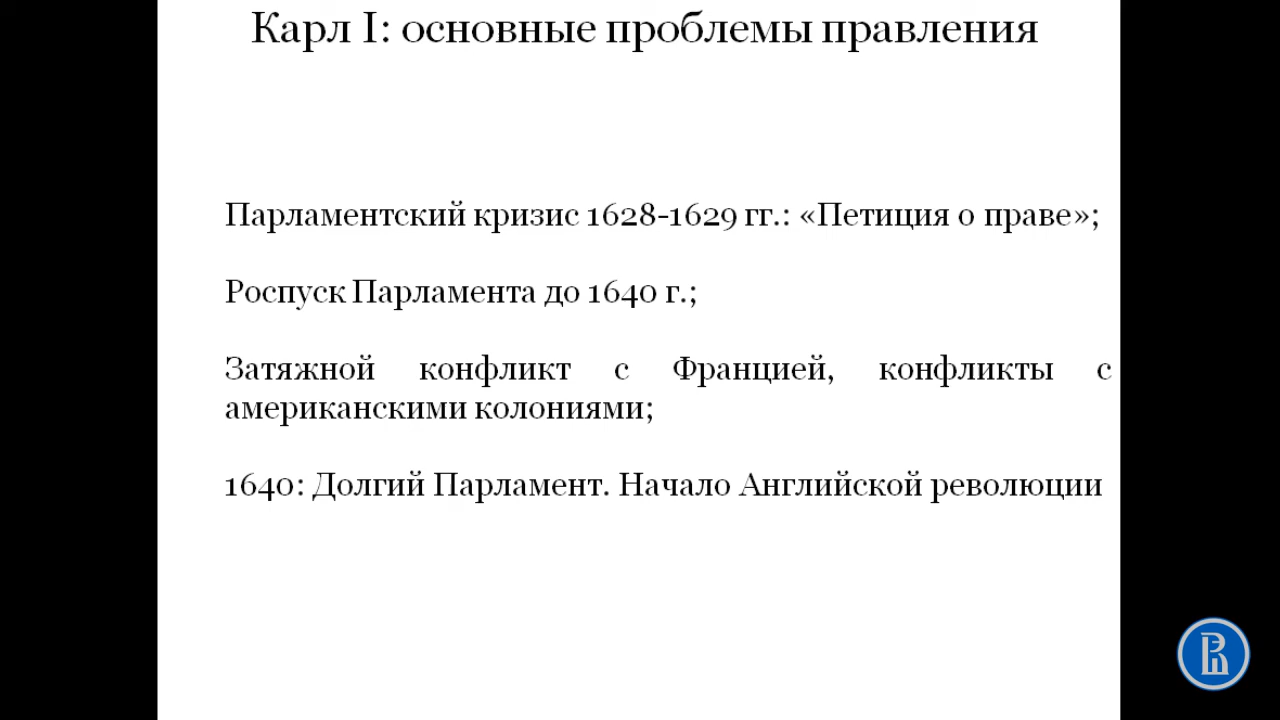 Карл I: основные проблемы правления
Парламентский кризис 1628-1629 гг.: «Петиция о праве»;
Роспуск Парламента до 1640 г.;
Затяжной конфликт с Францией, конфликты с
американскими колониями;
1640: Долгий Парламент. Начало Английской революции